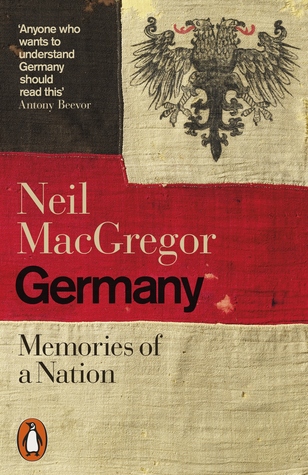 'Anyone who
wants to
understand
Germany
should
read this'
Antony Beevor
Neil
MacGregor
Germany
Memories of
a Nation